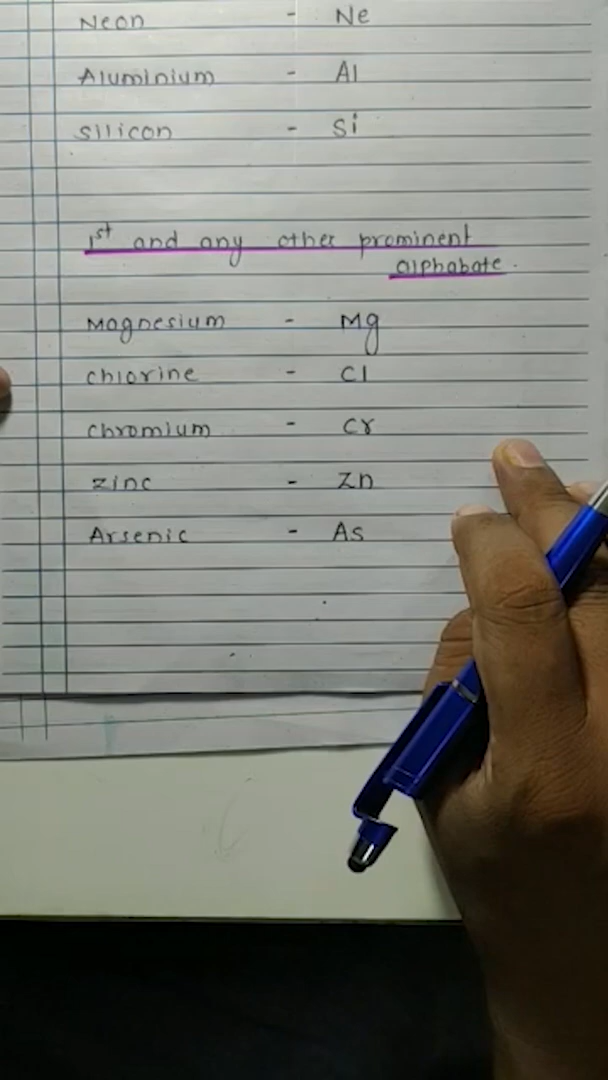 Neon - Ne
Aluminium - Al
Silicon - Si
1st and any other prominent
alphabate.
Magnesium - Mg
chlorine - Cl
chromium - Cr
zinc - Zn
Arsenic - As